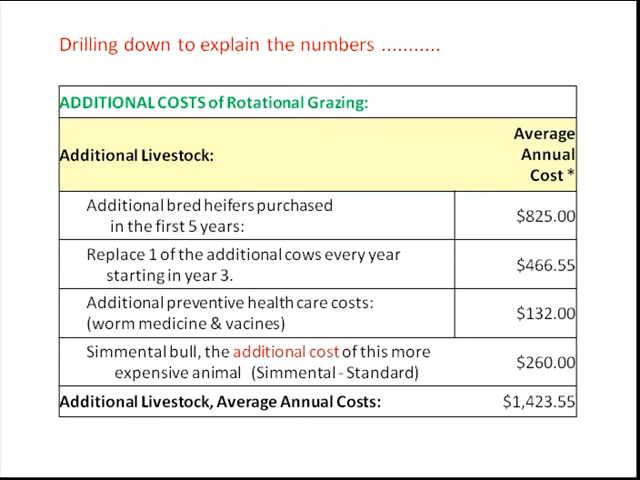 Drilling down to explain the numbers ...........
ADDITIONAL COSTS of Rotational Grazing:
Additional Livestock:
Average
Annual
Cost *
Additional bred heifers purchased
in the first 5 years:
$825.00
Replace 1 of the additional cows every year
starting in year 3.
$466.55
Additional preventive health care costs:
(worm medicine & vacines)
$132.00
Simmental bull, the additional cost of this more
expensive animal (Simmental - Standard)
$260.00
Additional Livestock, Average Annual Costs: $1,423.55